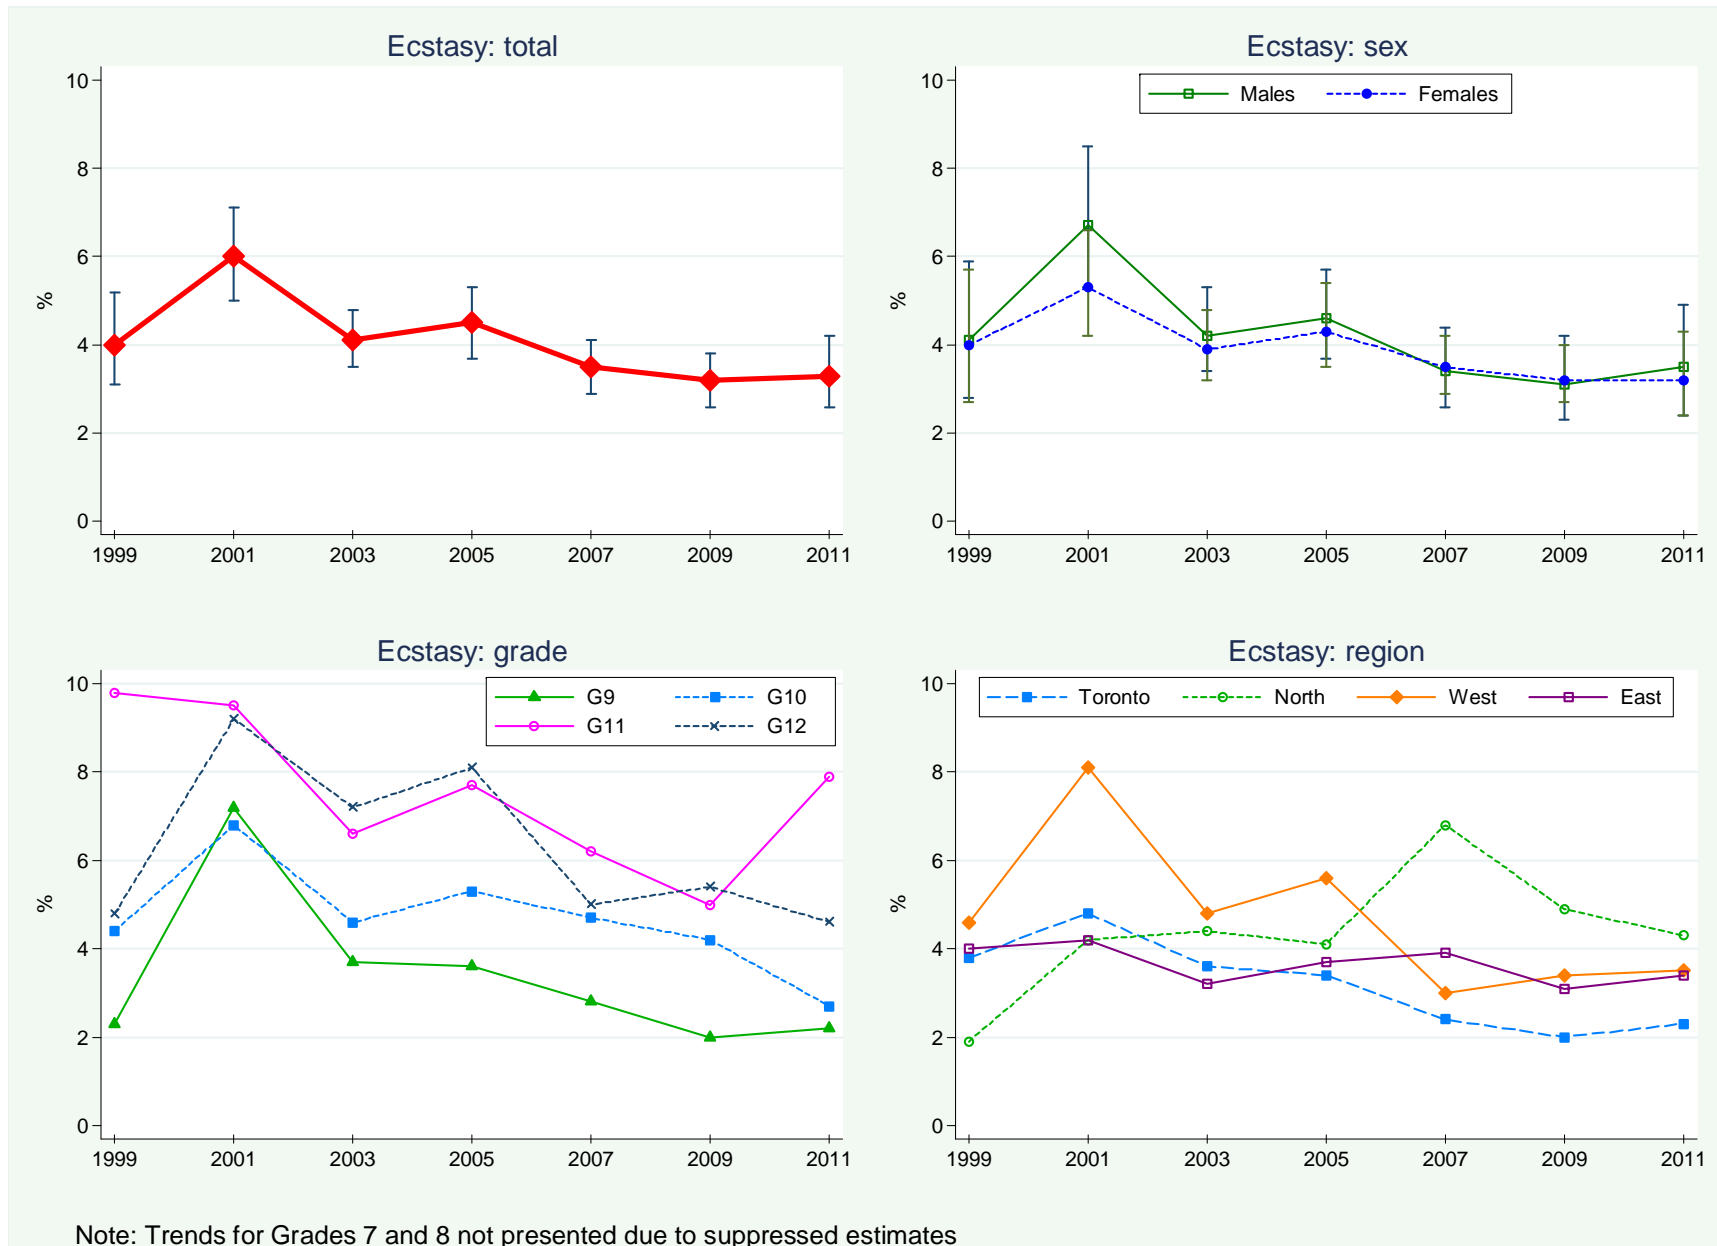 Ecstasy: total
10
8
6
4
2
0
%
1999 2001 2003 2005 2007 2009 2011
Ecstasy: sex
Males Females
10
8
6
4
2
0
%
1999 2001 2003 2005 2007 2009 2011
Ecstasy: grade
G9 G10
G11 G12
10
8
6
4
2
0
%
1999 2001 2003 2005 2007 2009 2011
Ecstasy: region
Toronto North West East
10
8
6
4
2
0
%
1999 2001 2003 2005 2007 2009 2011
Note: Trends for Grades 7 and 8 not presented due to suppressed estimates